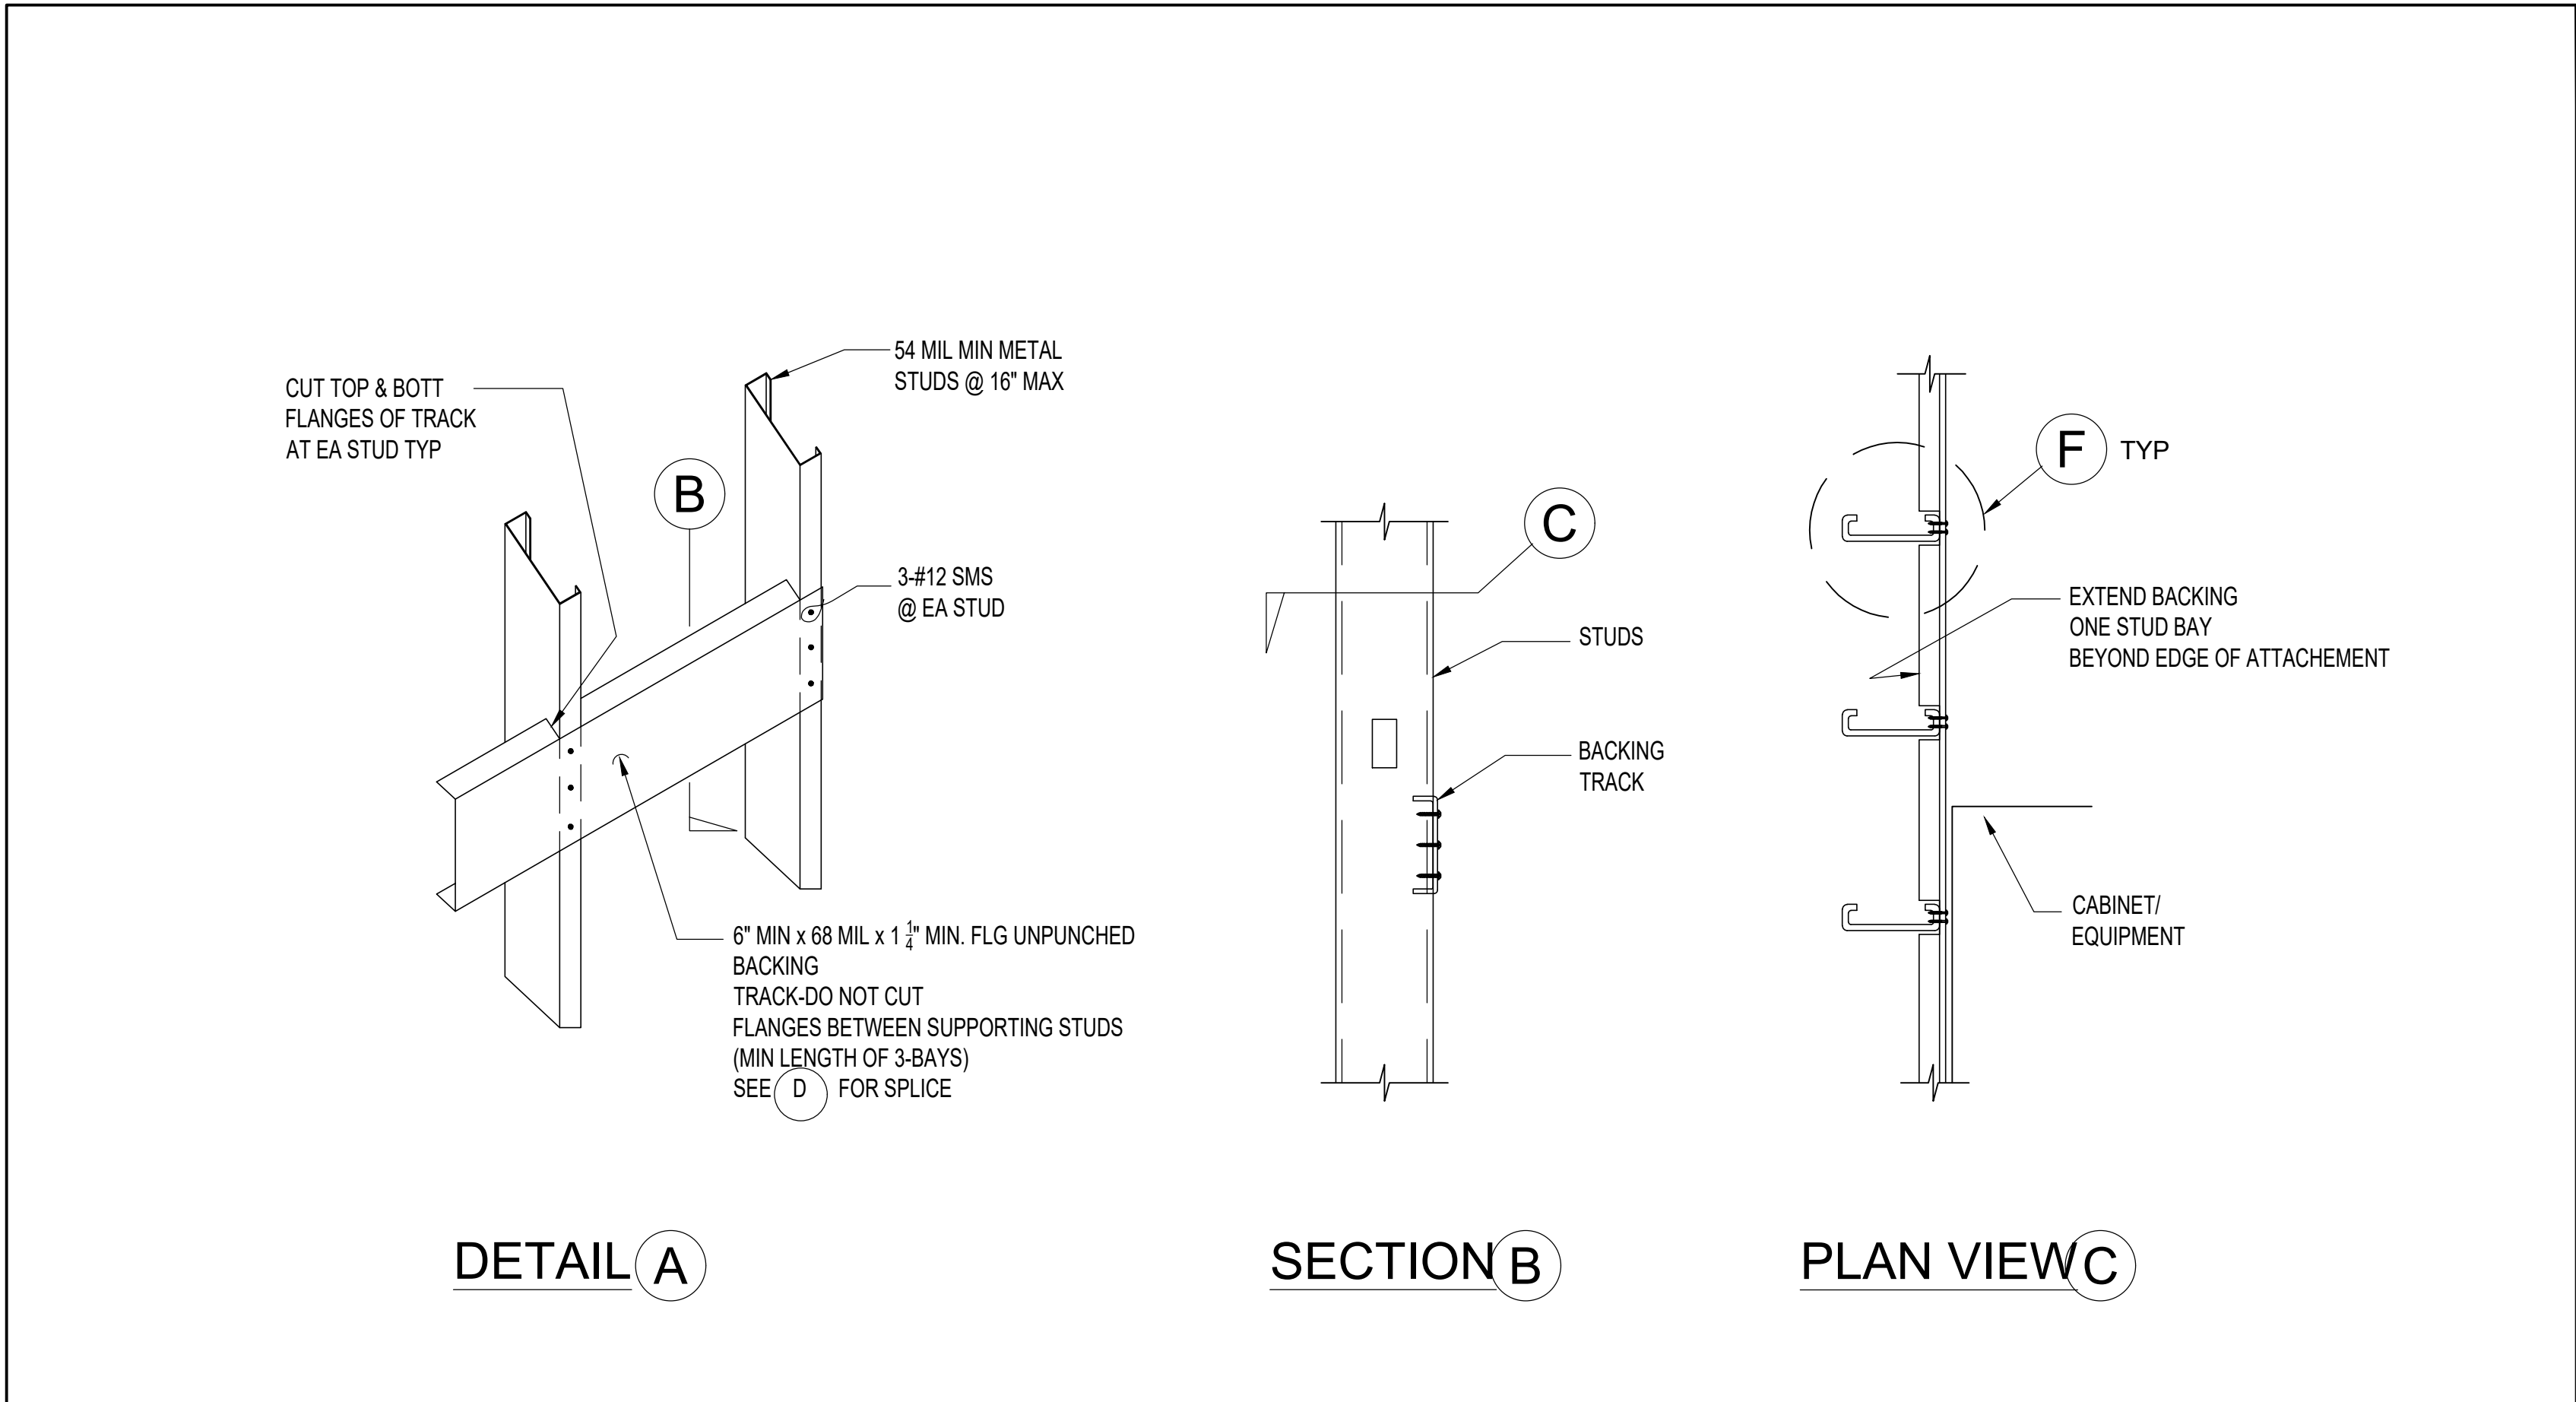 CUT TOP & BOTT
FLANGES OF TRACK
AT EA STUD TYP
54 MIL MIN METAL
STUDS @ 16" MAX
B
3-#12 SMS
@ EA STUD
6" MIN x 68 MIL x 1 1/4" MIN. FLG UNPUNCHED
BACKING
TRACK-DO NOT CUT
FLANGES BETWEEN SUPPORTING STUDS
(MIN LENGTH OF 3-BAYS)
SEE D FOR SPLICE
DETAIL A
C
STUDS
BACKING
TRACK
SECTION B
F TYP
EXTEND BACKING
ONE STUD BAY
BEYOND EDGE OF ATTACHEMENT
CABINET/
EQUIPMENT
PLAN VIEW C